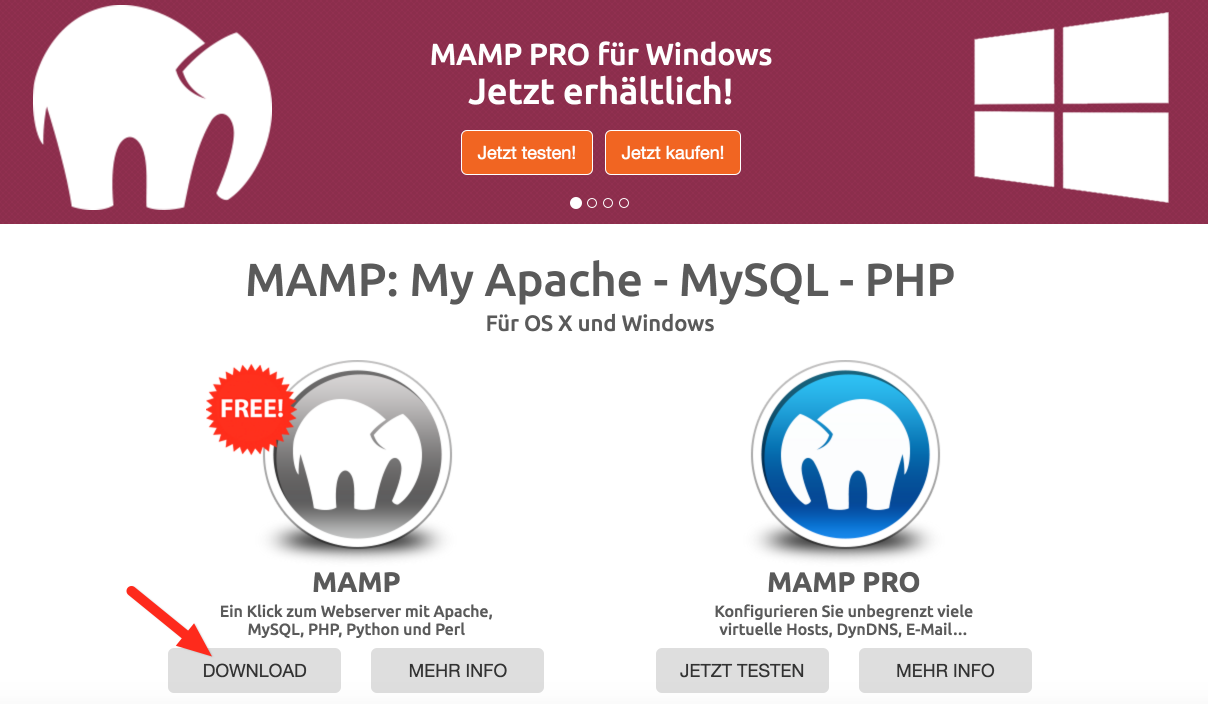 MAMP PRO für Windows
Jetzt erhältlich!
Jetzt testen!
Jetzt kaufen!
MAMP: My Apache - MySQL - PHP
Für OS X und Windows
FREE!
MAMP
Ein Klick zum Webserver mit Apache,
MySQL, PHP, Python und Perl
DOWNLOAD
MEHR INFO
MAMP PRO
Konfigurieren Sie unbegrenzt viele
virtuelle Hosts, DynDNS, E-Mail...
JETZT TESTEN
MEHR INFO